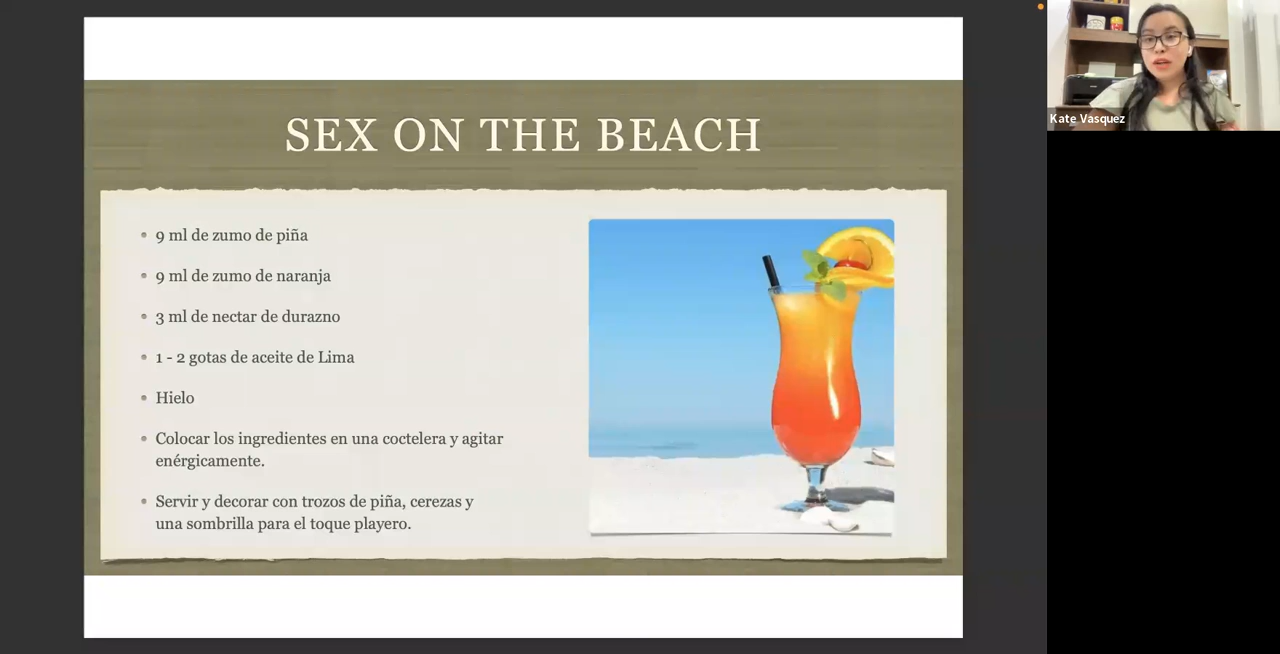 SEX ON THE BEACH
9 ml de zumo de piña
9 ml de zumo de naranja
3 ml de nectar de durazno
1 - 2 gotas de aceite de Lima
Hielo
Colocar los ingredientes en una coctelera y agitar
enérgicamente.
Servir y decorar con trozos de piña, cerezas y
una sombrilla para el toque playero.
Kate Vasquez